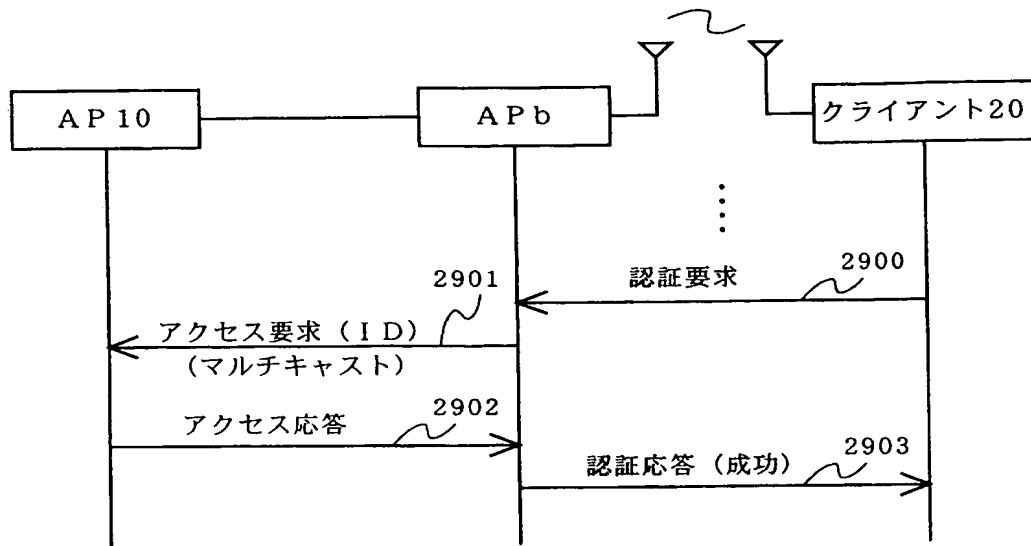 AP10
APb
クライアント20
2900
認証要求
2901
アクセス要求(ID)
(マルチキャスト)
2902
アクセス応答
2903
認証応答(成功)